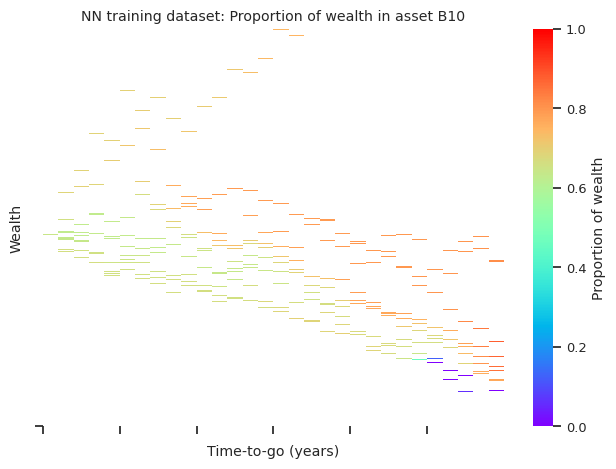 NN training dataset: Proportion of wealth in asset B10
Wealth
Time-to-go (years)
1.0
0.8
0.6
0.4
0.2
0.0
Proportion of wealth